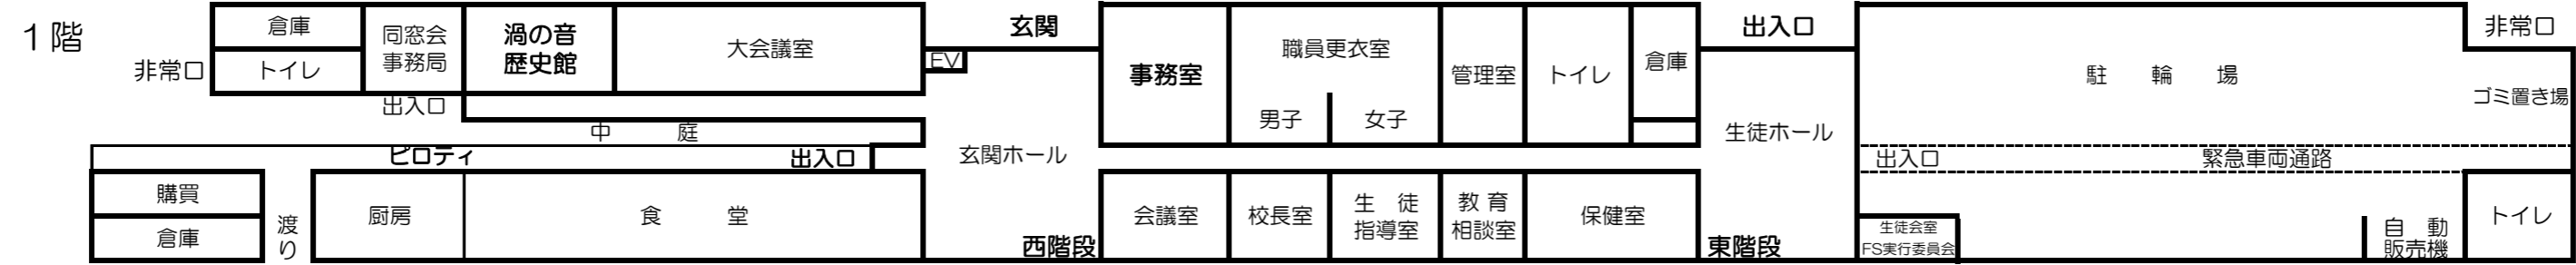 1階
倉庫
トイレ
非常口
同窓会
事務局
出入口
渦の音
歴史館
大会議室
EV
玄関
事務室
職員更衣室
男子
女子
管理室
トイレ
倉庫
出入口
駐輪場
非常口
ゴミ置き場
中庭
ピロティ
出入口
玄関ホール
生徒ホール
出入口
緊急車両通路
購買
倉庫
渡り
厨房
食堂
西階段
会議室
校長室
生徒
指導室
教育
相談室
保健室
東階段
生徒会室
FS実行委員会
自動
販売機
トイレ